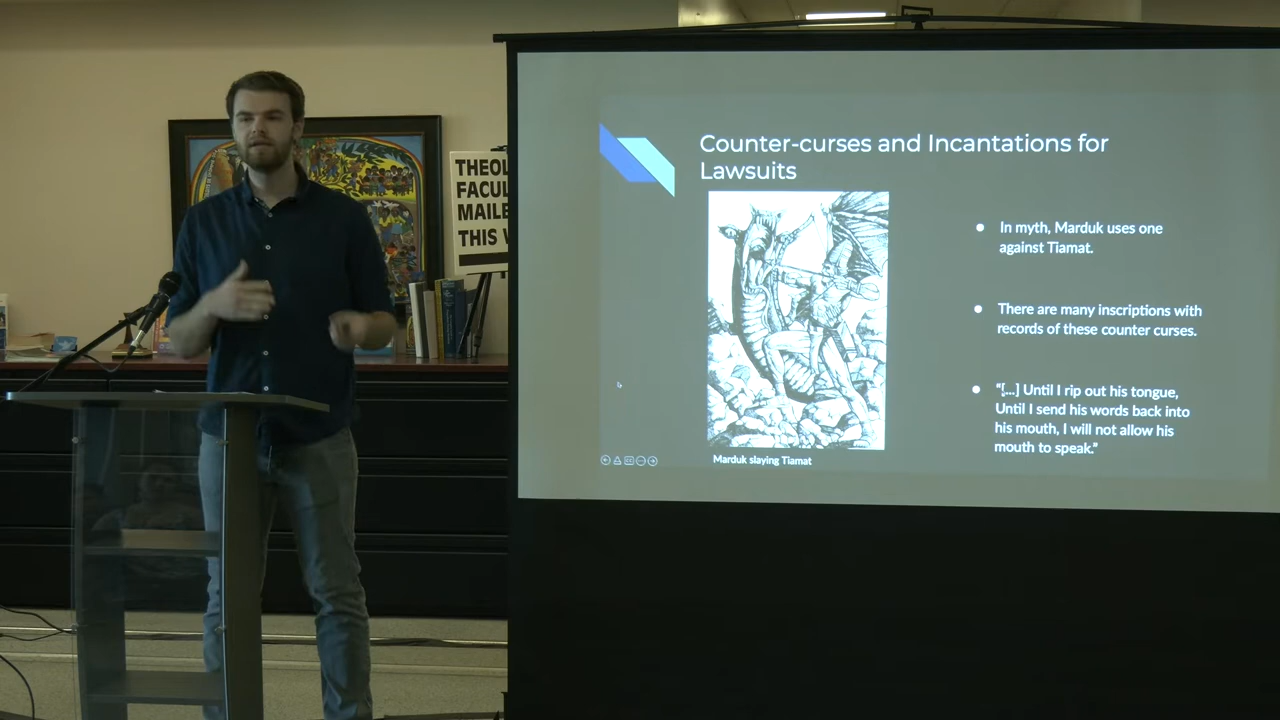 THEOL
FACUL
MAILE
THIS
Counter-curses and Incantations for
Lawsuits
In myth, Marduk uses one
against Tiamat.
There are many inscriptions with
records of these counter curses.
"[...] Until I rip out his tongue,
Until I send his words back into
his mouth, I will not allow his
mouth to speak."
Marduk slaying Tiamat